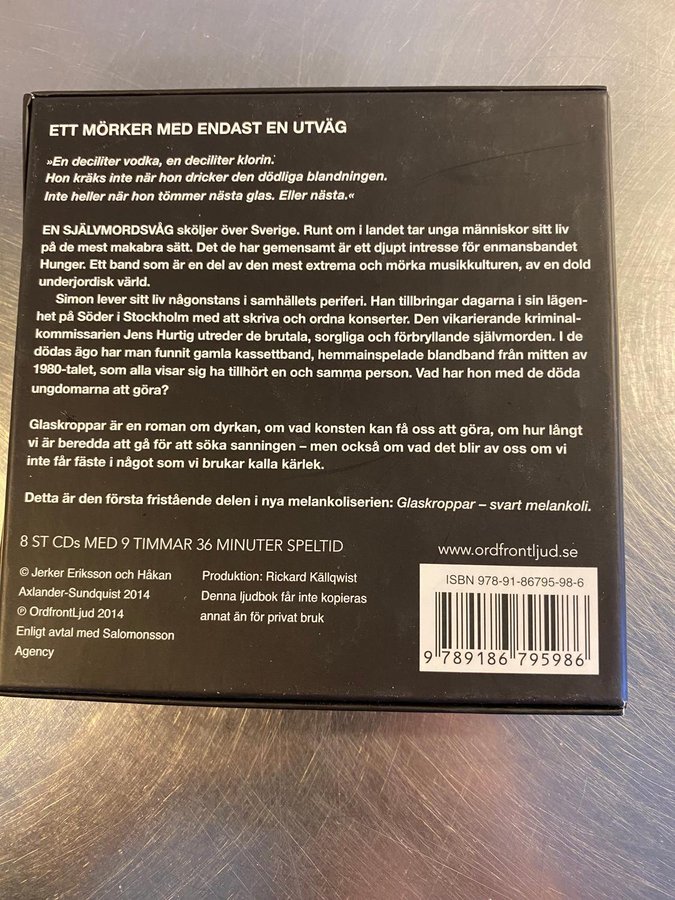 ETT MÖRKER MED ENDAST EN UTVÄG
»En deciliter vodka, en deciliter klorin.
Hon kräks inte när hon dricker den dödliga blandningen.
Inte heller när hon tömmer nästa glas. Eller nästa.«
EN SJÄLVMORDSVÅG sköljer över Sverige. Runt om i landet tar unga människor sitt liv
på de mest makabra sätt. Det de har gemensamt är ett djupt intresse för enmansbandet
Hunger. Ett band som är en del av den mest extrema och mörka musikkulturen, av en dold
underjordisk värld.
Simon lever sitt liv någonstans i samhällets periferi. Han tillbringar dagarna i sin lägen-
het på Söder i Stockholm med att skriva och ordna konserter. Den vikarierande kriminal-
kommissarien Jens Hurtig utreder de brutala, sorgliga och förbryllande självmorden. I de
dödas ägo har man funnit gamla kassettband, hemmainspelade blandband från mitten av
1980-talet, som alla visar sig ha tillhört en och samma person. Vad har hon med de döda
ungdomarna att göra?
Glaskroppar är en roman om dyrkan, om vad konsten kan få oss att göra, om hur långt
vi är beredda att gå för att söka sanningen – men också om vad det blir av oss om vi
inte får fäste i något som vi brukar kalla kärlek.
Detta är den första fristående delen i nya melankoliserien: Glaskroppar – svart melankoli.
8 ST CDs MED 9 TIMMAR 36 MINUTER SPELTID
www.ordfrontljud.se
© Jerker Eriksson och Håkan
Axlander-Sundquist 2014
℗ OrdfrontLjud 2014
Enligt avtal med Salomonsson
Agency
Produktion: Rickard Källqwist
Denna ljudbok får inte kopieras
annat än för privat bruk
ISBN 978-91-86795-98-6
9 789186 795986